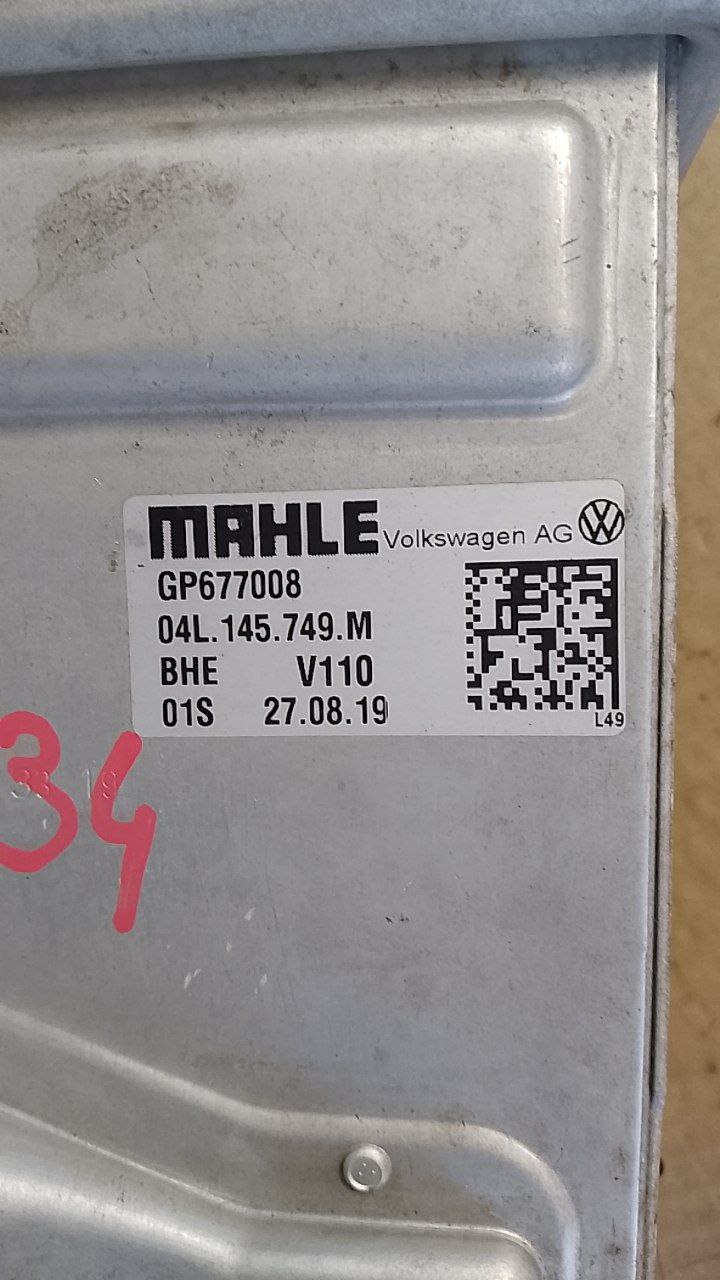 MAHLE Volkswagen AG
GP677008
04L.145.749.M
BHE V110
01S 27.08.19
L49
34